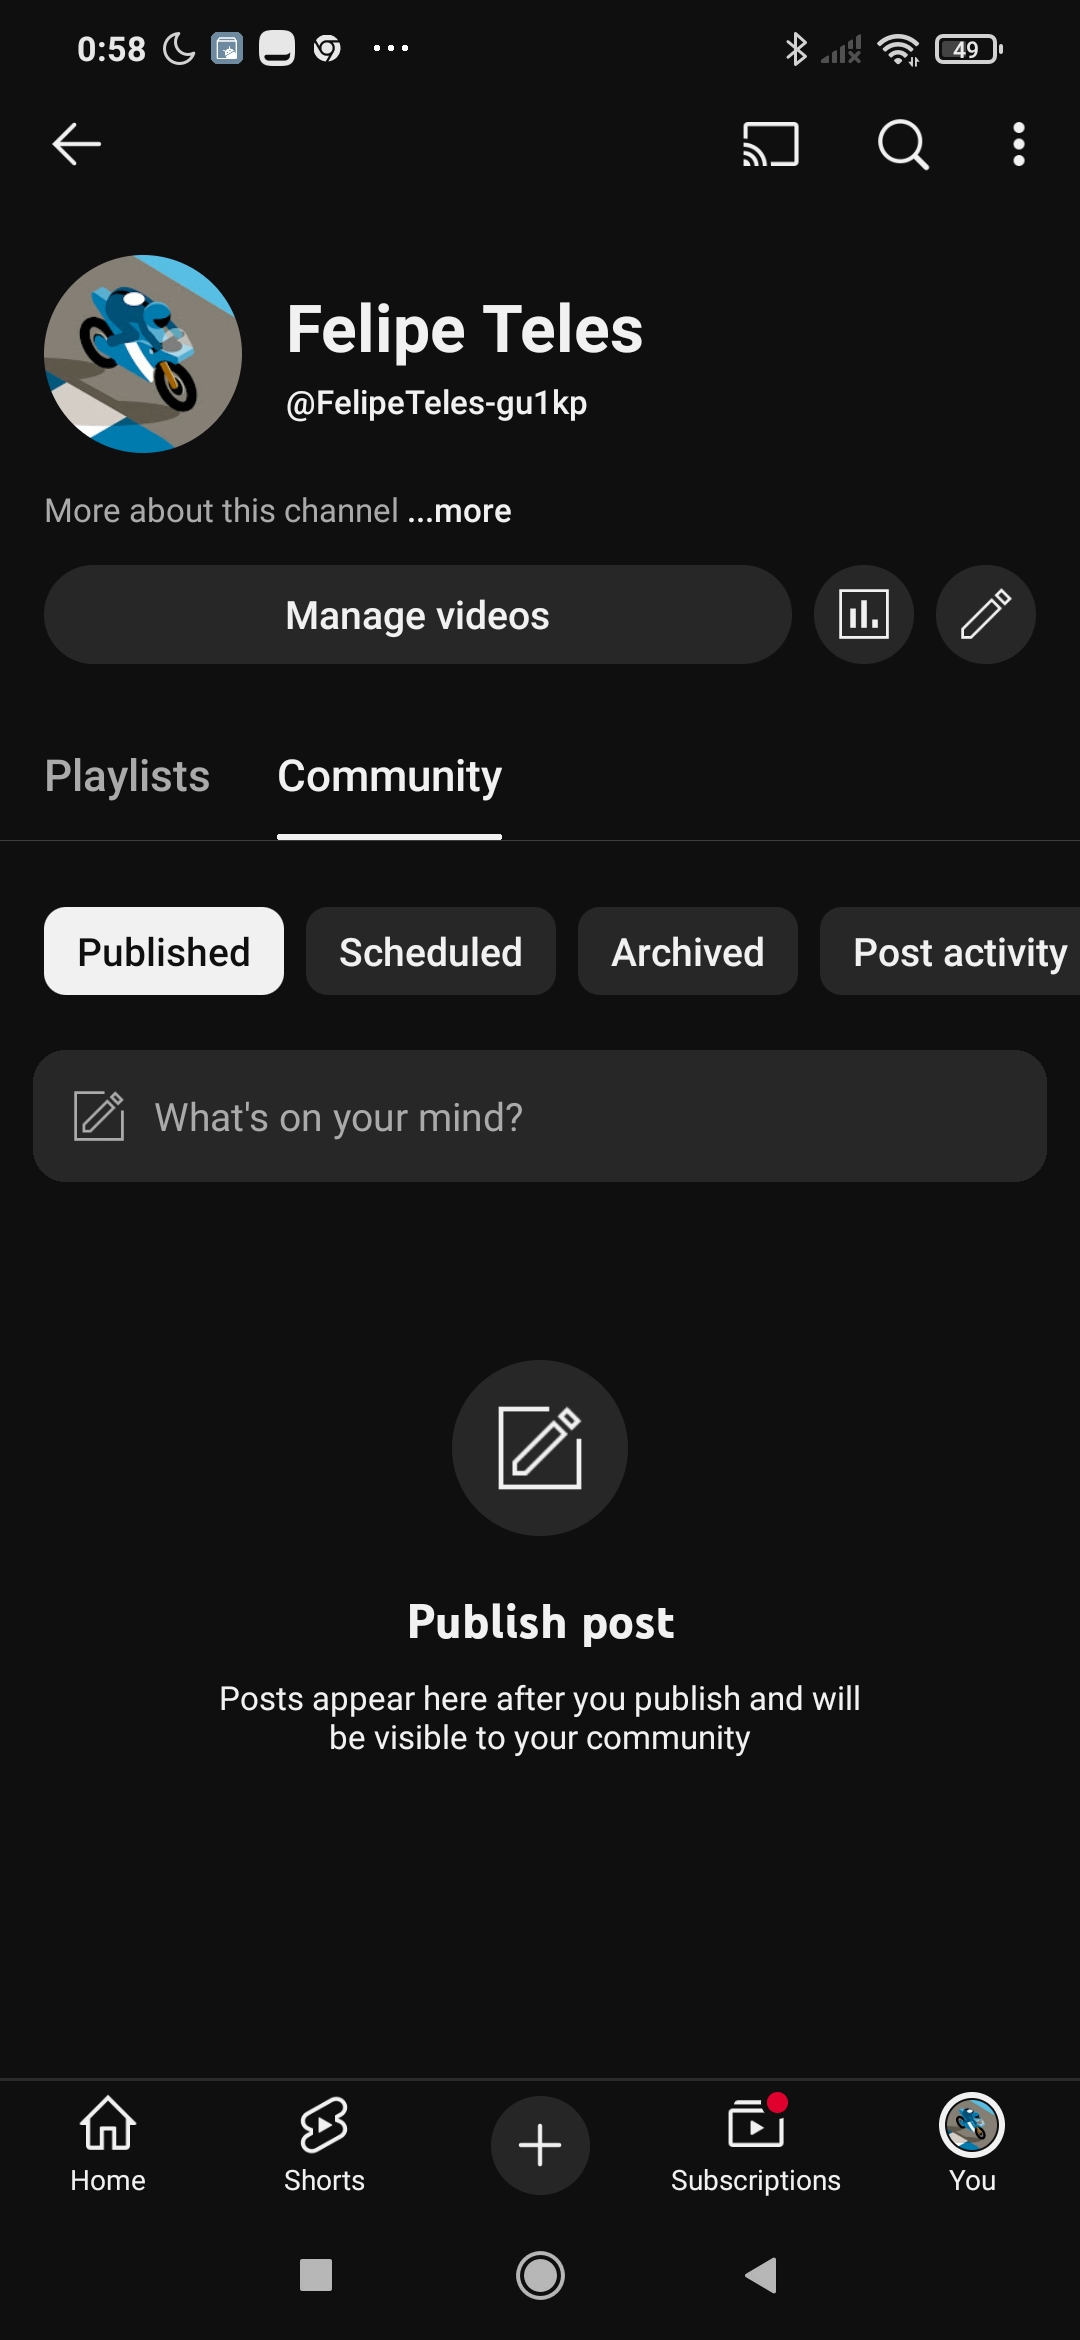 0:58
49
Felipe Teles
@FelipeTeles-gu1kp
More about this channel ...more
Manage videos
Playlists
Community
Published
Scheduled
Archived
Post activity
What's on your mind?
Publish post
Posts appear here after you publish and will
be visible to your community
Home
Shorts
Subscriptions
You